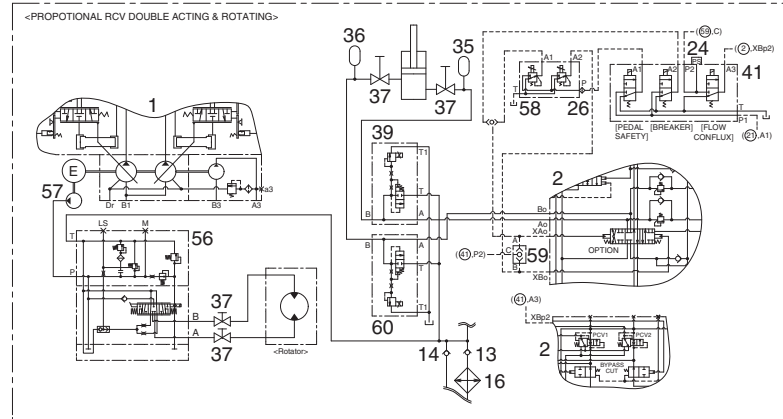 <PROPOTIONAL RCV DOUBLE ACTING & ROTATING>
36
35
37
37
((59),C)
24
PS
((2),XBp2)
41
A1
A2
T
P
58
26
A1
A2
P2
A3
T
P1
[PEDAL SAFETY]
[BREAKER]
[FLOW CONFLUX]
((21),A1)
1
E
57
Dr
B1
B3
A3
a3
39
T1
T
B
A
2
Bo
Ao
XAo
OPTION
A
C
B
59
((41),P2)
XBo
LS
M
T
56
P
B
A
37
37
<Rotator>
B
A
T
T1
60
14
13
16
((41),A3)
XBp2
2
PCV1
PCV2
BYPASS
CUT